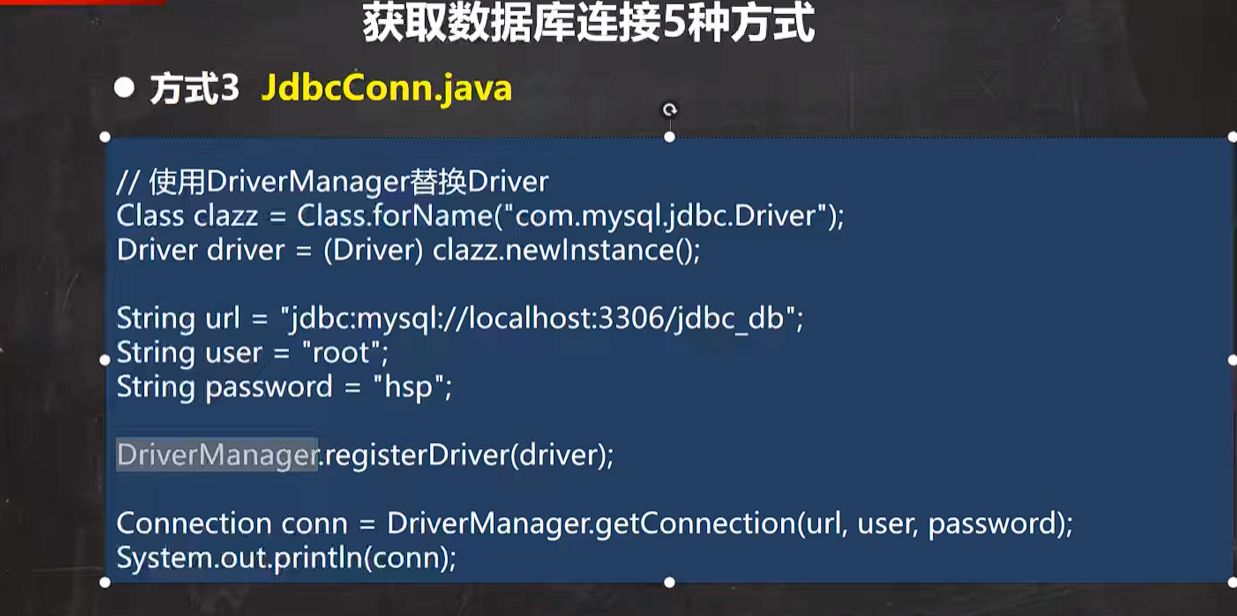 获取数据库连接5种方式
● 方式3 JdbcConn.java
// 使用DriverManager替换Driver
Class clazz = Class.forName("com.mysql.jdbc.Driver");
Driver driver = (Driver) clazz.newInstance();
String url = "jdbc:mysql://localhost:3306/jdbc_db";
String user = "root";
String password = "hsp";
DriverManager.registerDriver(driver);
Connection conn = DriverManager.getConnection(url, user, password);
System.out.println(conn);